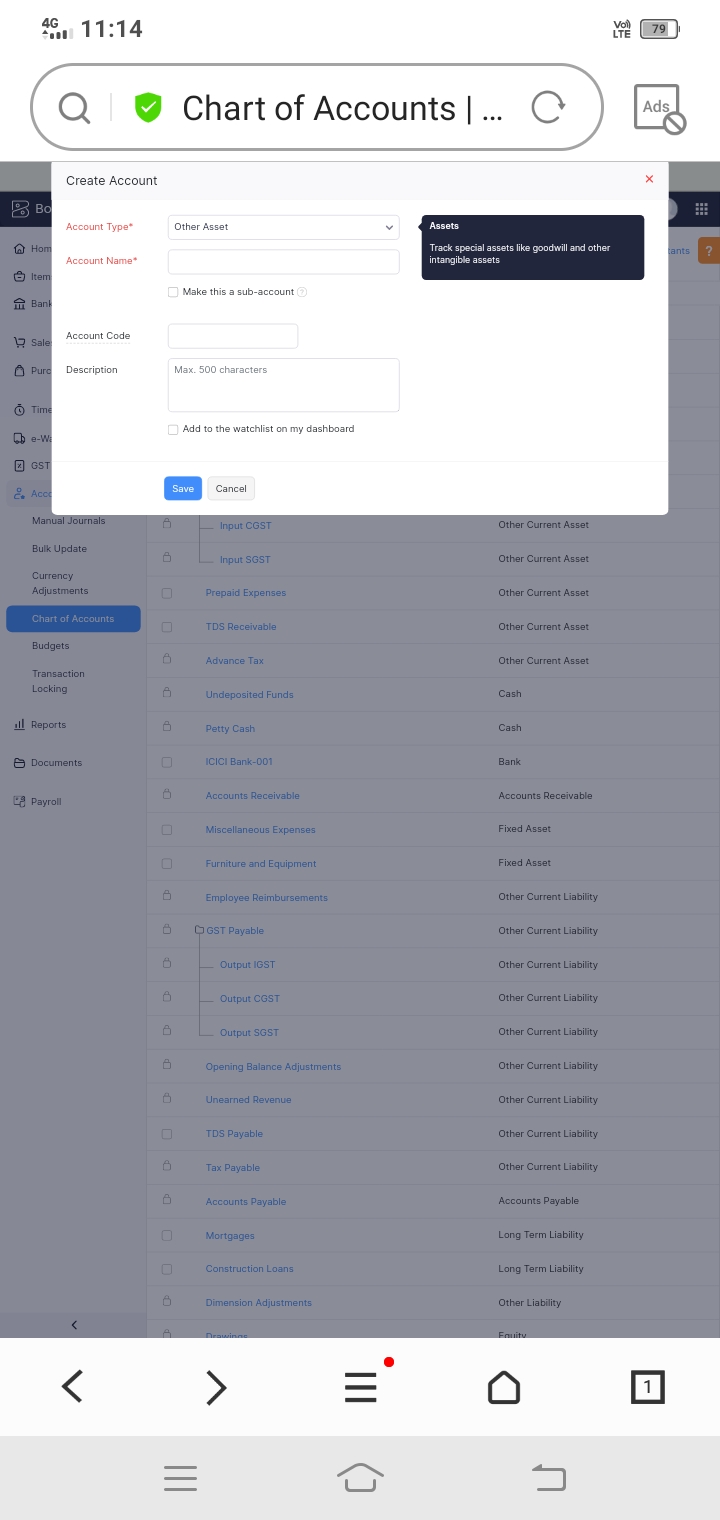 4G 11:14 Vo) LTE 79
Chart of Accounts | ... Ads
Create Account ×
Bo
Account Type* Other Asset
Assets
Track special assets like goodwill and other
intangible assets
Account Name*
Make this a sub-account ?
Account Code
Description Max. 500 characters
Add to the watchlist on my dashboard
Save Cancel
tants ?
Hom
Item
Bank
Sale
Purc
Time
e-Wa
GST
Acco
Manual Journals
Bulk Update
Currency
Adjustments
Chart of Accounts
Budgets
Transaction
Locking
Reports
Documents
Payroll
Input CGST Other Current Asset
Input SGST Other Current Asset
Prepaid Expenses Other Current Asset
TDS Receivable Other Current Asset
Advance Tax Other Current Asset
Undeposited Funds Cash
Petty Cash Cash
ICICI Bank-001 Bank
Accounts Receivable Accounts Receivable
Miscellaneous Expenses Fixed Asset
Furniture and Equipment Fixed Asset
Employee Reimbursements Other Current Liability
GST Payable Other Current Liability
Output IGST Other Current Liability
Output CGST Other Current Liability
Output SGST Other Current Liability
Opening Balance Adjustments Other Current Liability
Unearned Revenue Other Current Liability
TDS Payable Other Current Liability
Tax Payable Other Current Liability
Accounts Payable Accounts Payable
Mortgages Long Term Liability
Construction Loans Long Term Liability
Dimension Adjustments Other Liability
Drawings Equity
1